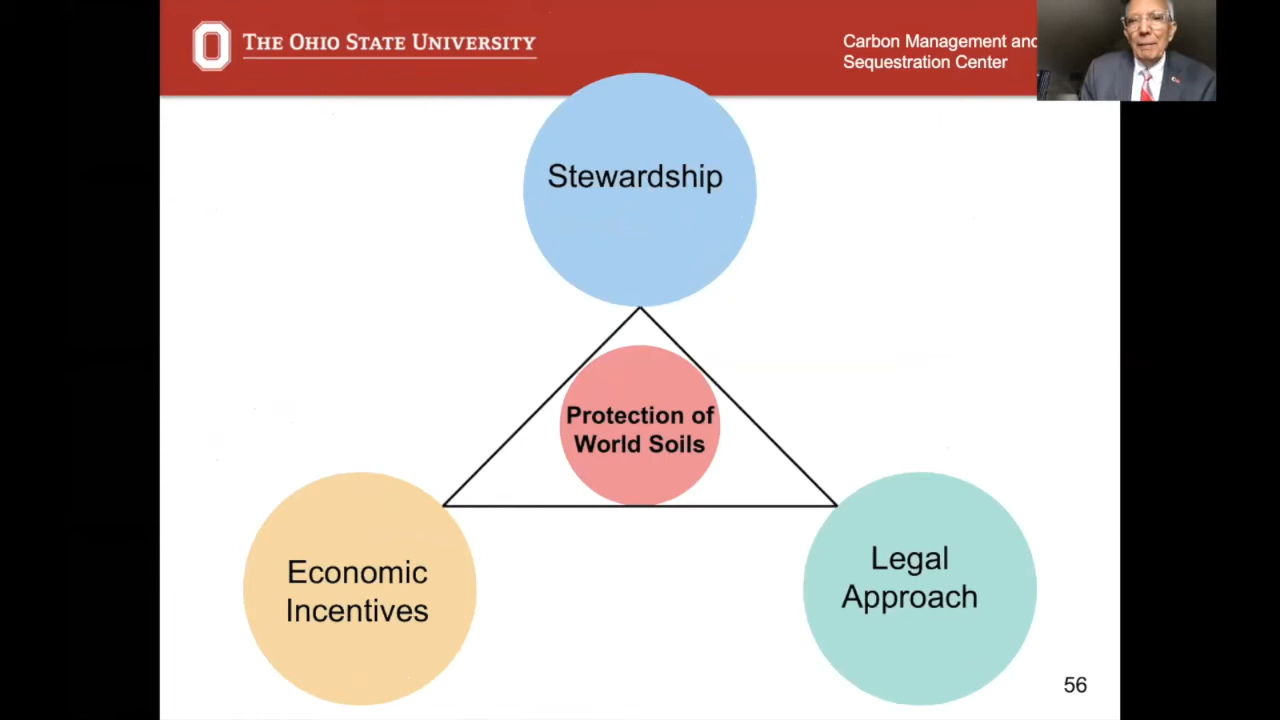 THE OHIO STATE UNIVERSITY
Carbon Management and
Sequestration Center
Stewardship
Protection of
World Soils
Economic
Incentives
Legal
Approach
56